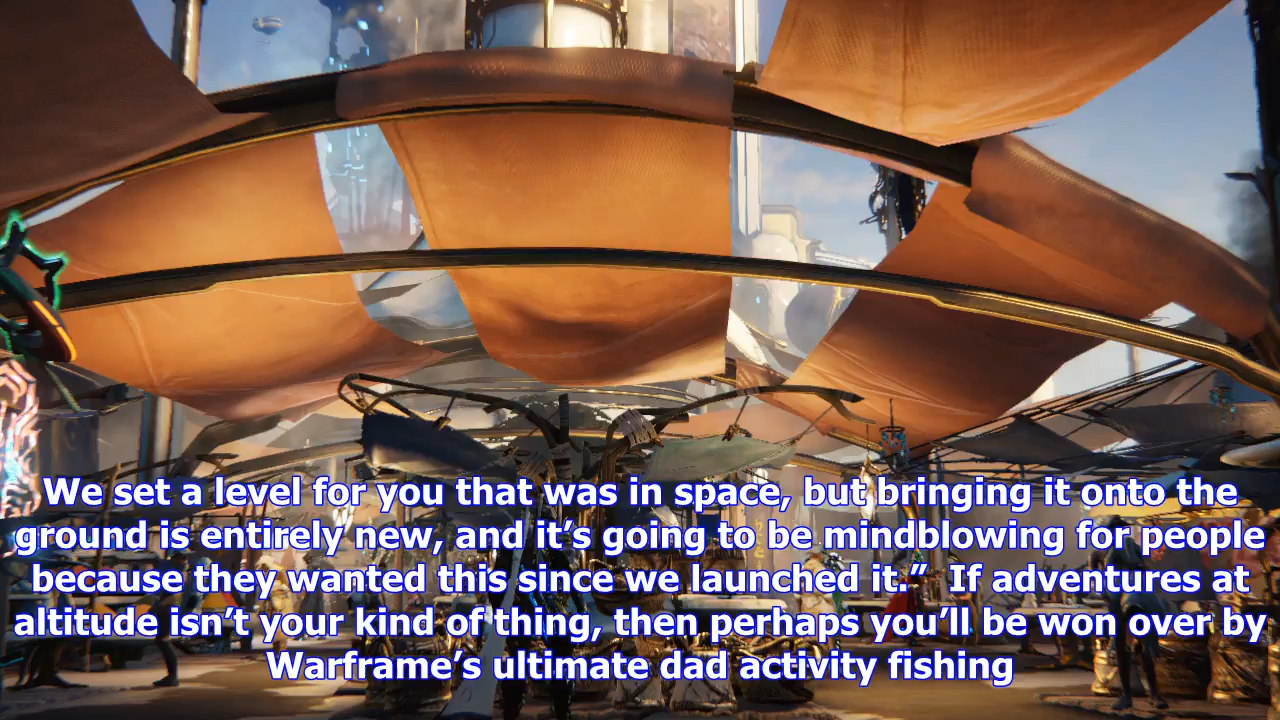 We set a level for you that was in space, but bringing it onto the
ground is entirely new, and it’s going to be mindblowing for people
because they wanted this since we launched it.”  If adventures at
altitude isn’t your kind of thing, then perhaps you’ll be won over by
Warframe’s ultimate dad activity fishing